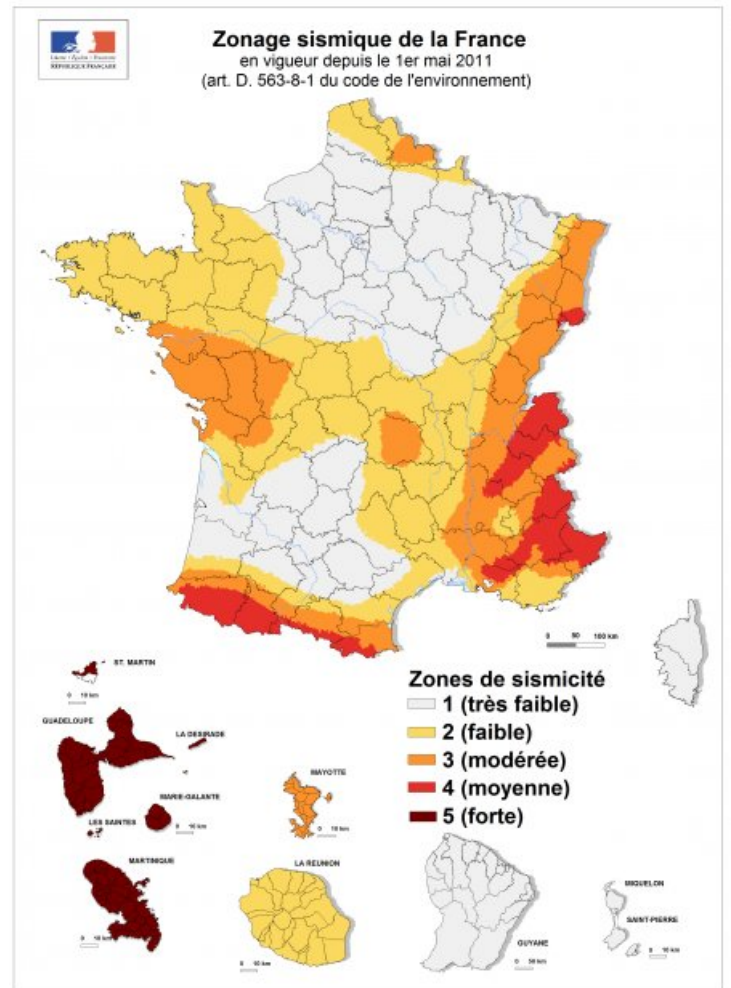 Liberté • Égalité • Fraternité
RÉPUBLIQUE FRANÇAISE
Zonage sismique de la France
en vigueur depuis le 1er mai 2011
(art. D. 563-8-1 du code de l'environnement)
0 50 100 km
ST. MARTIN
0 10 km
GUADELOUPE
LA DESIRADE
MARIE-GALANTE
LES SAINTES
0 10 km
MAYOTTE
0 10 km
Zones de sismicité
1 (très faible)
2 (faible)
3 (modérée)
4 (moyenne)
5 (forte)
MARTINIQUE
0 10 km
LA REUNION
0 10 km
GUYANE
0 50 km
MIQUELON
SAINT-PIERRE
0 10 km